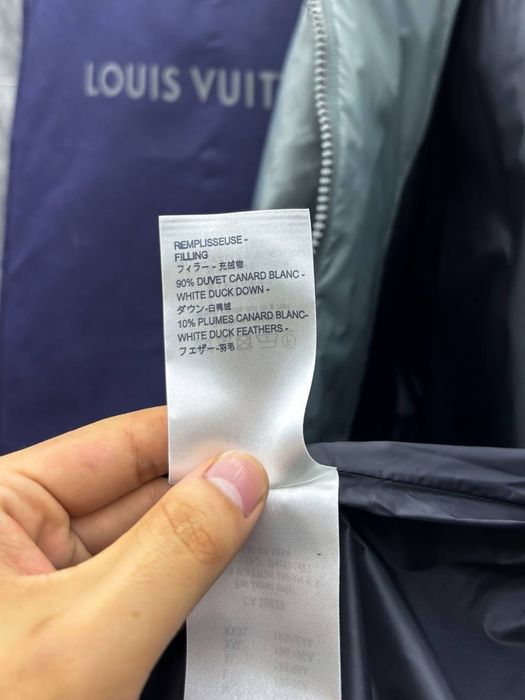 LOUIS VUIT
REMPLISSEUSE -
FILLING
フィラー - 充绒物
90% DUVET CANARD BLANC -
WHITE DUCK DOWN -
ダウン-白鸭绒
10% PLUMES CANARD BLANC-
WHITE DUCK FEATHERS -
フェザー-羽毛